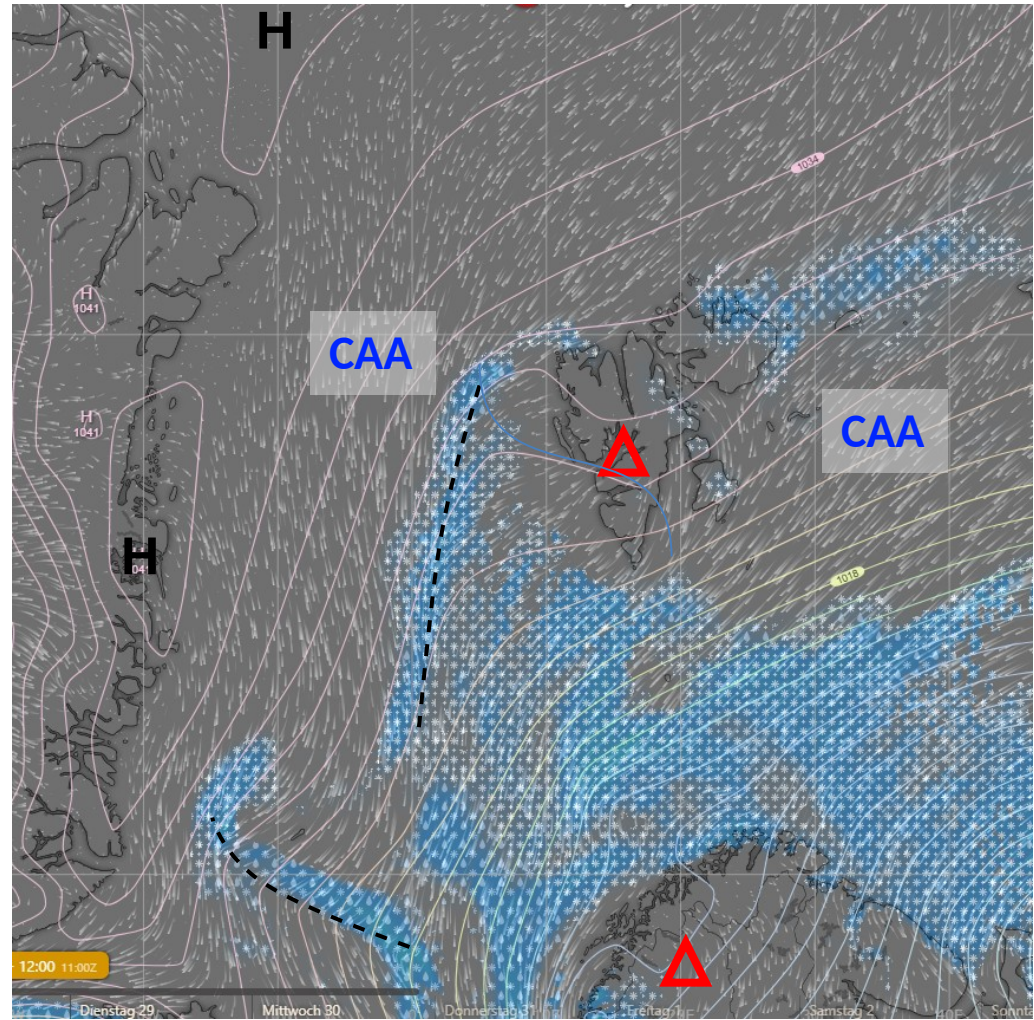 H
1034
H
1041
CAA
CAA
H
1041
H
1018
12:00 11:00Z
Dienstag 29
Mittwoch 30
Donnerstag 31
Freitag 1
Samstag 2